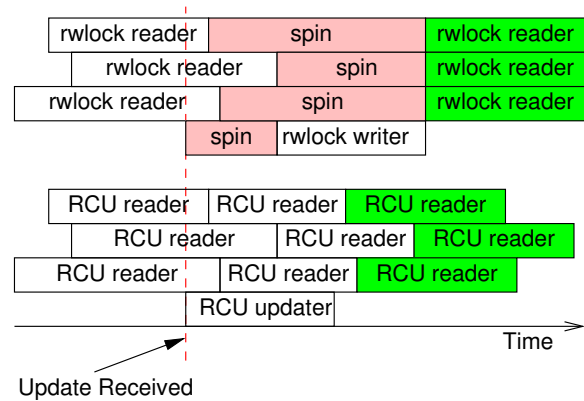 rwlock reader spin rwlock reader
rwlock reader spin rwlock reader
rwlock reader spin rwlock reader
spin rwlock writer
RCU reader RCU reader RCU reader
RCU reader RCU reader RCU reader
RCU reader RCU reader RCU reader
RCU updater
Time
Update Received